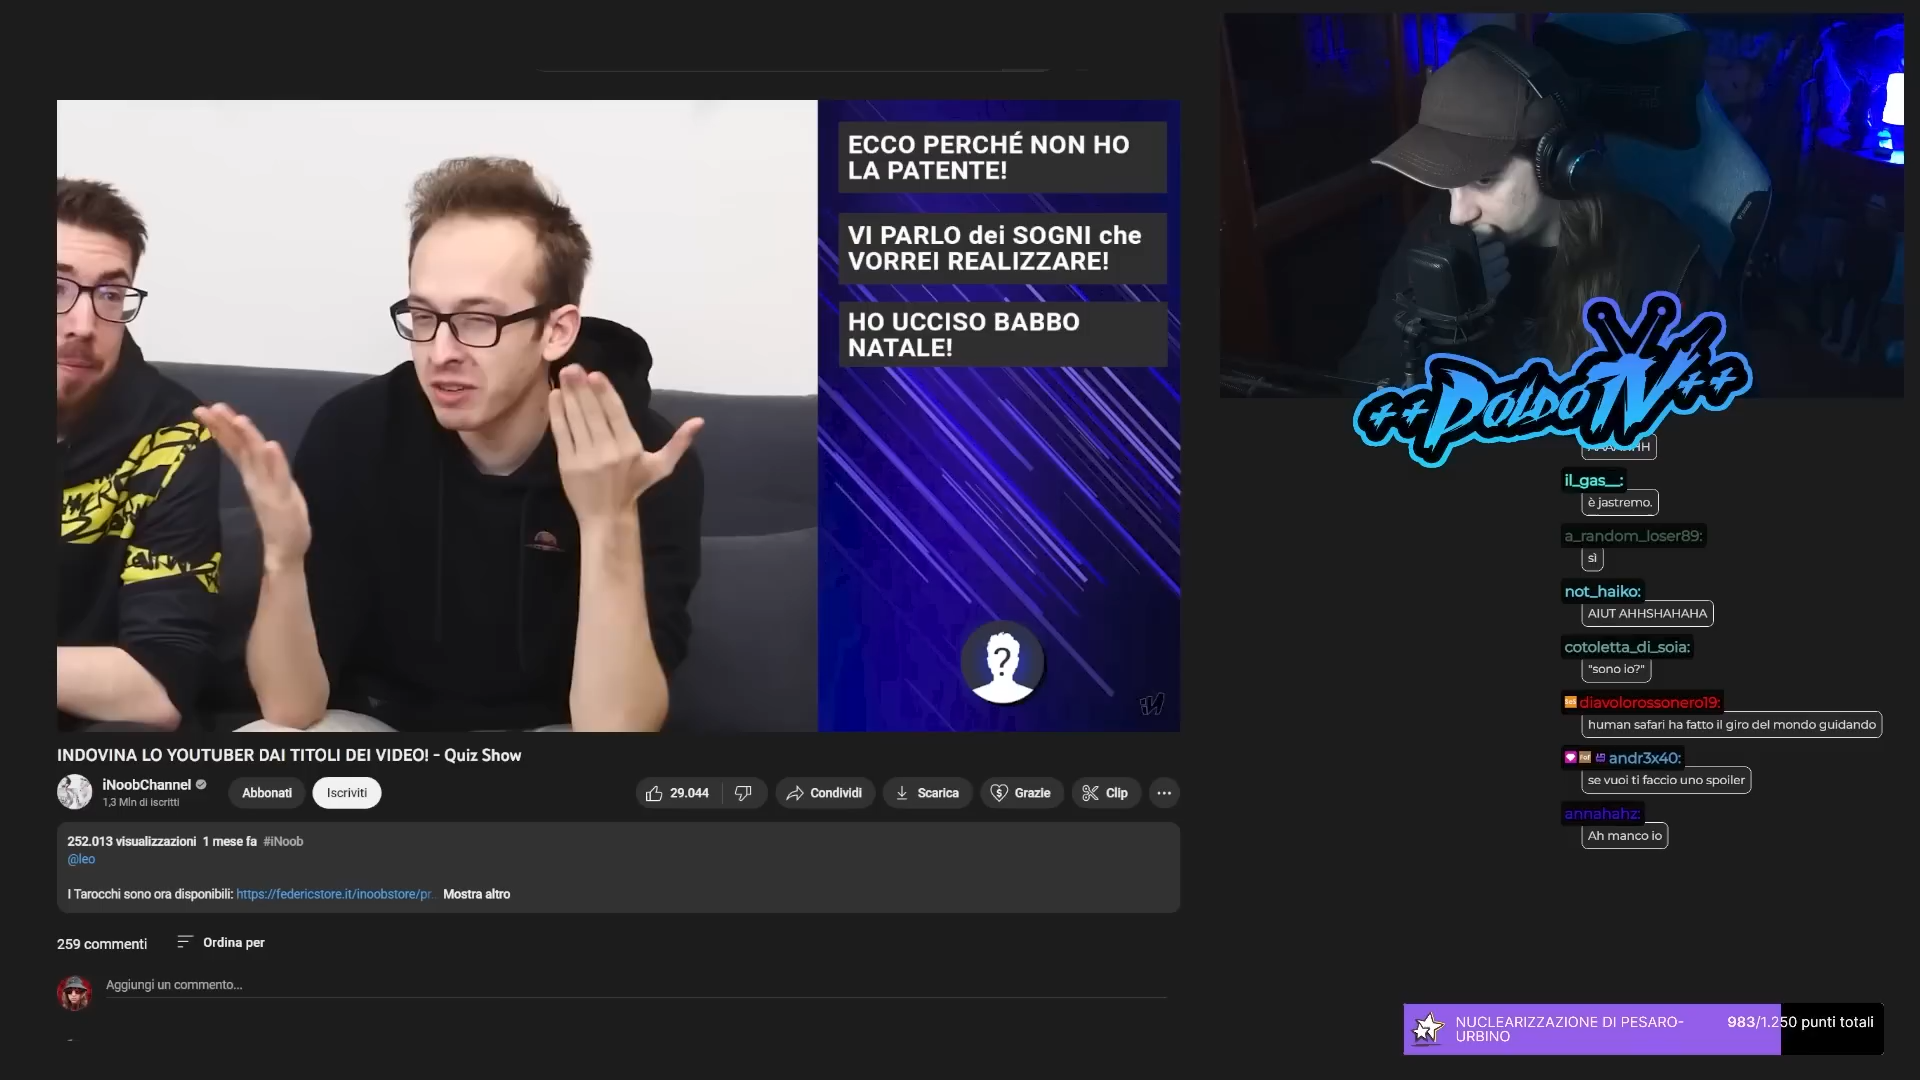 ECCO PERCHÉ NON HO
LA PATENTE!
VI PARLO dei SOGNI che
VORREI REALIZZARE!
HO UCCISO BABBO
NATALE!
INDOVINA LO YOUTUBER DAI TITOLI DEI VIDEO! - Quiz Show
iNoobChannel
1,3 Mln di iscritti
Abbonati
Iscriviti
29.044
Condividi
Scarica
Grazie
Clip
252.013 visualizzazioni 1 mese fa #iNoob
@leo
I Tarocchi sono ora disponibili: https://federicstore.it/inoobstore/pr... Mostra altro
259 commenti
Ordina per
Aggiungi un commento...
++DOLDOTV++
il_gas__:
è jastremo.
a_random_loser89:
sì
not_haiko:
AIUT AHHSHAHAHA
cotoletta_di_soia:
"sono io?"
diavolorossonero19:
human safari ha fatto il giro del mondo guidando
andr3x40:
se vuoi ti faccio uno spoiler
annahahz:
Ah manco io
NUCLEARIZZAZIONE DI PESARO-
URBINO
983/1.250 punti totali